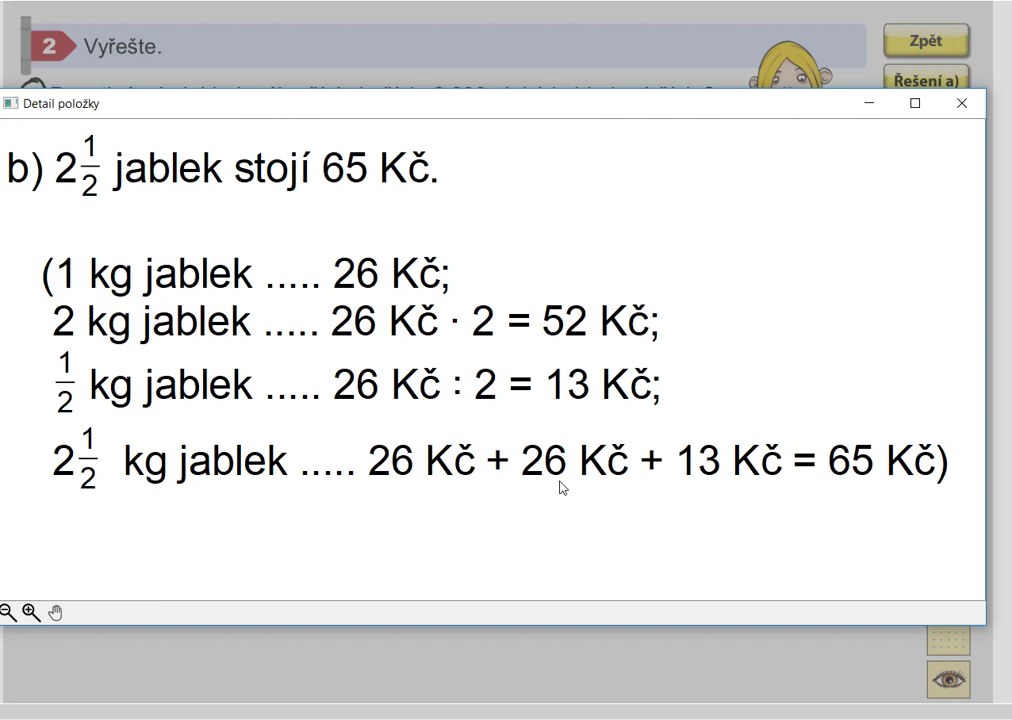 2 Vyřešte.
Zpět
Řešení a)
Detail položky
b) 2 1/2 jablek stojí 65 Kč.
(1 kg jablek ..... 26 Kč;
2 kg jablek ..... 26 Kč · 2 = 52 Kč;
1/2 kg jablek ..... 26 Kč : 2 = 13 Kč;
2 1/2 kg jablek ..... 26 Kč + 26 Kč + 13 Kč = 65 Kč)